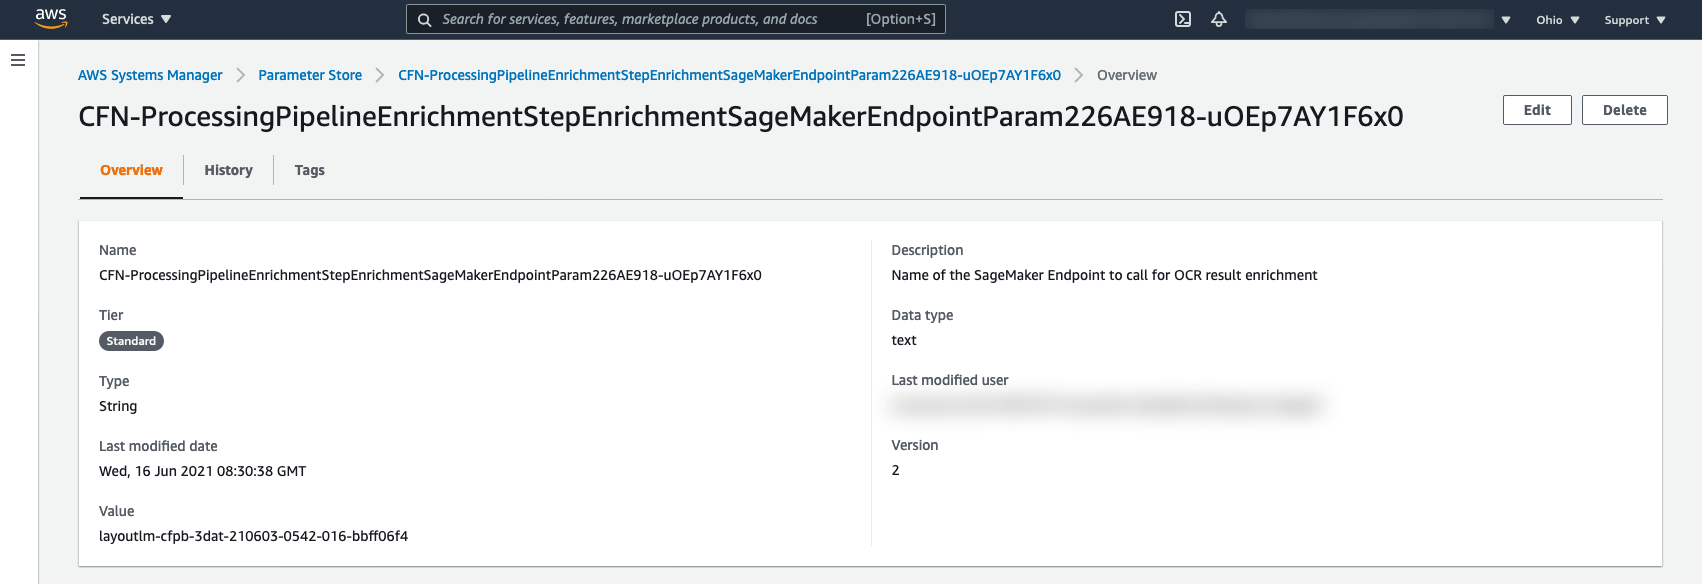 aws Services Search for services, features, marketplace products, and docs [Option+S] Ohio Support
AWS Systems Manager Parameter Store CFN-ProcessingPipelineEnrichmentStepEnrichmentSageMakerEndpointParam226AE918-uOEp7AY1F6x0 Overview
CFN-ProcessingPipelineEnrichmentStepEnrichmentSageMakerEndpointParam226AE918-uOEp7AY1F6x0 Edit Delete
Overview History Tags
Name
CFN-ProcessingPipelineEnrichmentStepEnrichmentSageMakerEndpointParam226AE918-uOEp7AY1F6x0
Tier
Standard
Type
String
Last modified date
Wed, 16 Jun 2021 08:30:38 GMT
Value
layoutlm-cfpb-3dat-210603-0542-016-bbff06f4
Description
Name of the SageMaker Endpoint to call for OCR result enrichment
Data type
text
Last modified user
Version
2